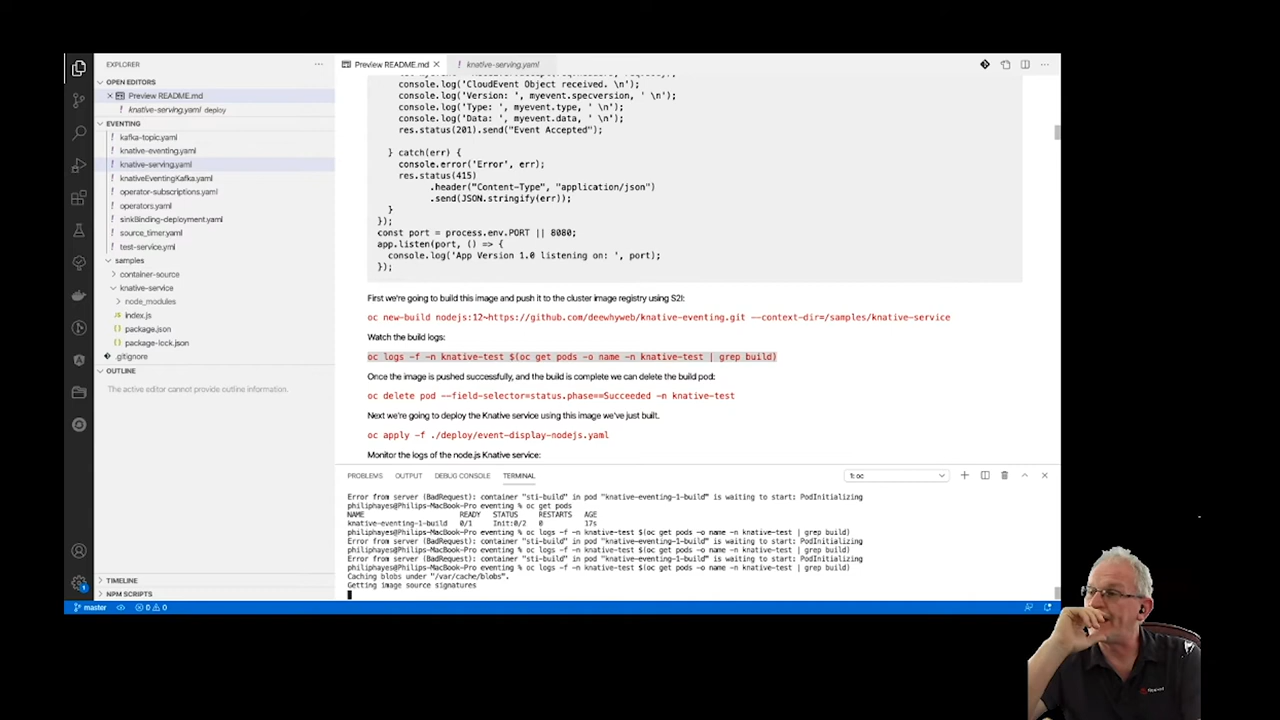 EXPLORER
OPEN EDITORS
Preview README.md
knative-serving.yaml deploy
EVENTING
kafka-topic.yaml
knative-eventing.yaml
knative-serving.yaml
knativeEventingKafka.yaml
operator-subscriptions.yaml
operators.yaml
sinkBinding-deployment.yaml
source_timer.yaml
test-service.yml
samples
container-source
knative-service
node_modules
index.js
package.json
package-lock.json
.gitignore
OUTLINE
The active editor cannot provide outline information.
TIMELINE
NPM SCRIPTS
Preview README.md
knative-serving.yaml
console.log('CloudEvent Object received. \n');
console.log('Version: ', myevent.specversion, ' \n');
console.log('Type: ', myevent.type, ' \n');
console.log('Data: ', myevent.data, ' \n');
res.status(201).send("Event Accepted");
} catch(err) {
console.error('Error', err);
res.status(415)
.header("Content-Type", "application/json")
.send(JSON.stringify(err));
}
});
const port = process.env.PORT || 8080;
app.listen(port, () => {
console.log('App Version 1.0 listening on: ', port);
});
First we're going to build this image and push it to the cluster image registry using S2I:
oc new-build nodejs:12~https://github.com/deewhyweb/knative-eventing.git --context-dir=/samples/knative-service
Watch the build logs:
oc logs -f -n knative-test $(oc get pods -o name -n knative-test | grep build)
Once the image is pushed successfully, and the build is complete we can delete the build pod:
oc delete pod --field-selector=status.phase==Succeeded -n knative-test
Next we're going to deploy the Knative service using this image we've just built.
oc apply -f ./deploy/event-display-nodejs.yaml
Monitor the logs of the node.js Knative service:
PROBLEMS OUTPUT DEBUG CONSOLE TERMINAL
1: oc
Error from server (BadRequest): container "sti-build" in pod "knative-eventing-1-build" is waiting to start: PodInitializing
philiphayes@Philips-MacBook-Pro eventing % oc get pods
NAME READY STATUS RESTARTS AGE
knative-eventing-1-build 0/1 Init:0/2 0 17s
philiphayes@Philips-MacBook-Pro eventing % oc logs -f -n knative-test $(oc get pods -o name -n knative-test | grep build)
Error from server (BadRequest): container "sti-build" in pod "knative-eventing-1-build" is waiting to start: PodInitializing
philiphayes@Philips-MacBook-Pro eventing % oc logs -f -n knative-test $(oc get pods -o name -n knative-test | grep build)
Error from server (BadRequest): container "sti-build" in pod "knative-eventing-1-build" is waiting to start: PodInitializing
philiphayes@Philips-MacBook-Pro eventing % oc logs -f -n knative-test $(oc get pods -o name -n knative-test | grep build)
Caching blobs under "/var/cache/blobs".
Getting image source signatures
master 0 0